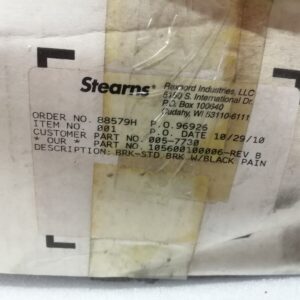 Stearns®
Rexnord Industries, LLC
5150 S. International Dr.
P.O. Box 100640
Cudahy, WI 53110-6111
ORDER NO. 88579H P.O. 96926
ITEM NO. 001 P.O. DATE 10/29/10
CUSTOMER PART NO. 005-7730
* OUR * PART NO. 105600100006-REV B
DESCRIPTION: BRK-STD BRK W/BLACK PAIN